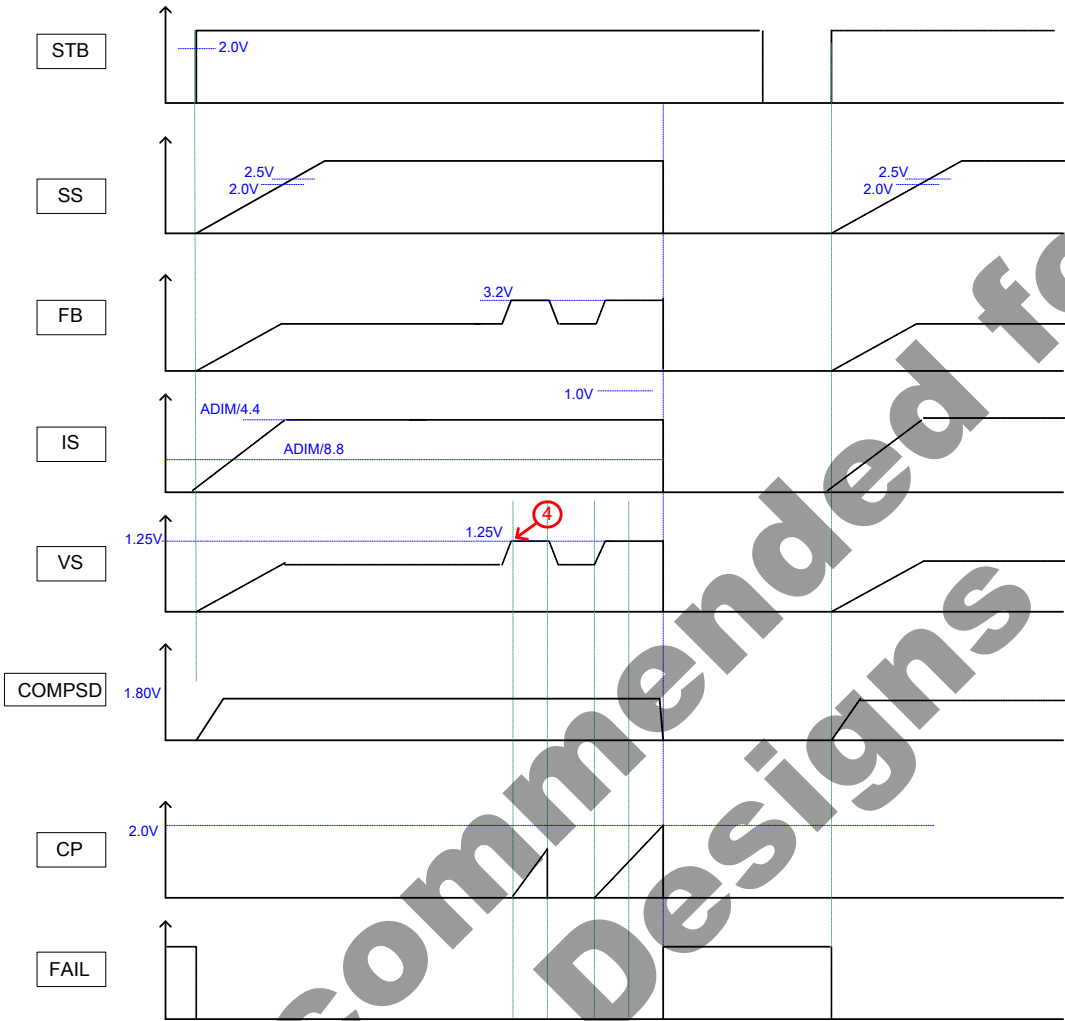 STB
2.0V
SS
2.5V
2.0V
2.5V
2.0V
FB
3.2V
1.0V
IS
ADIM/4.4
ADIM/8.8
4
VS
1.25V
1.25V
COMPSD
1.80V
CP
2.0V
FAIL
commended fo
Designs